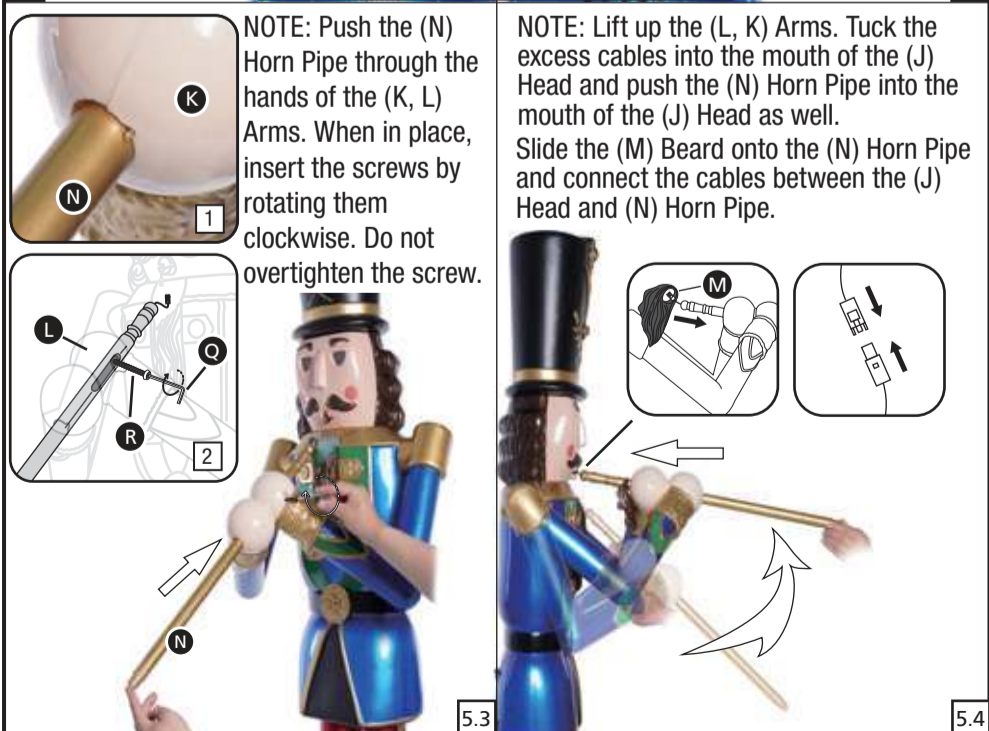 NOTE: Push the (N)
Horn Pipe through the
hands of the (K, L)
Arms. When in place,
insert the screws by
rotating them
clockwise. Do not
overtighten the screw.
K
N
1
L
Q
R
2
N
5.3
NOTE: Lift up the (L, K) Arms. Tuck the
excess cables into the mouth of the (J)
Head and push the (N) Horn Pipe into the
mouth of the (J) Head as well.
Slide the (M) Beard onto the (N) Horn Pipe
and connect the cables between the (J)
Head and (N) Horn Pipe.
M
5.4